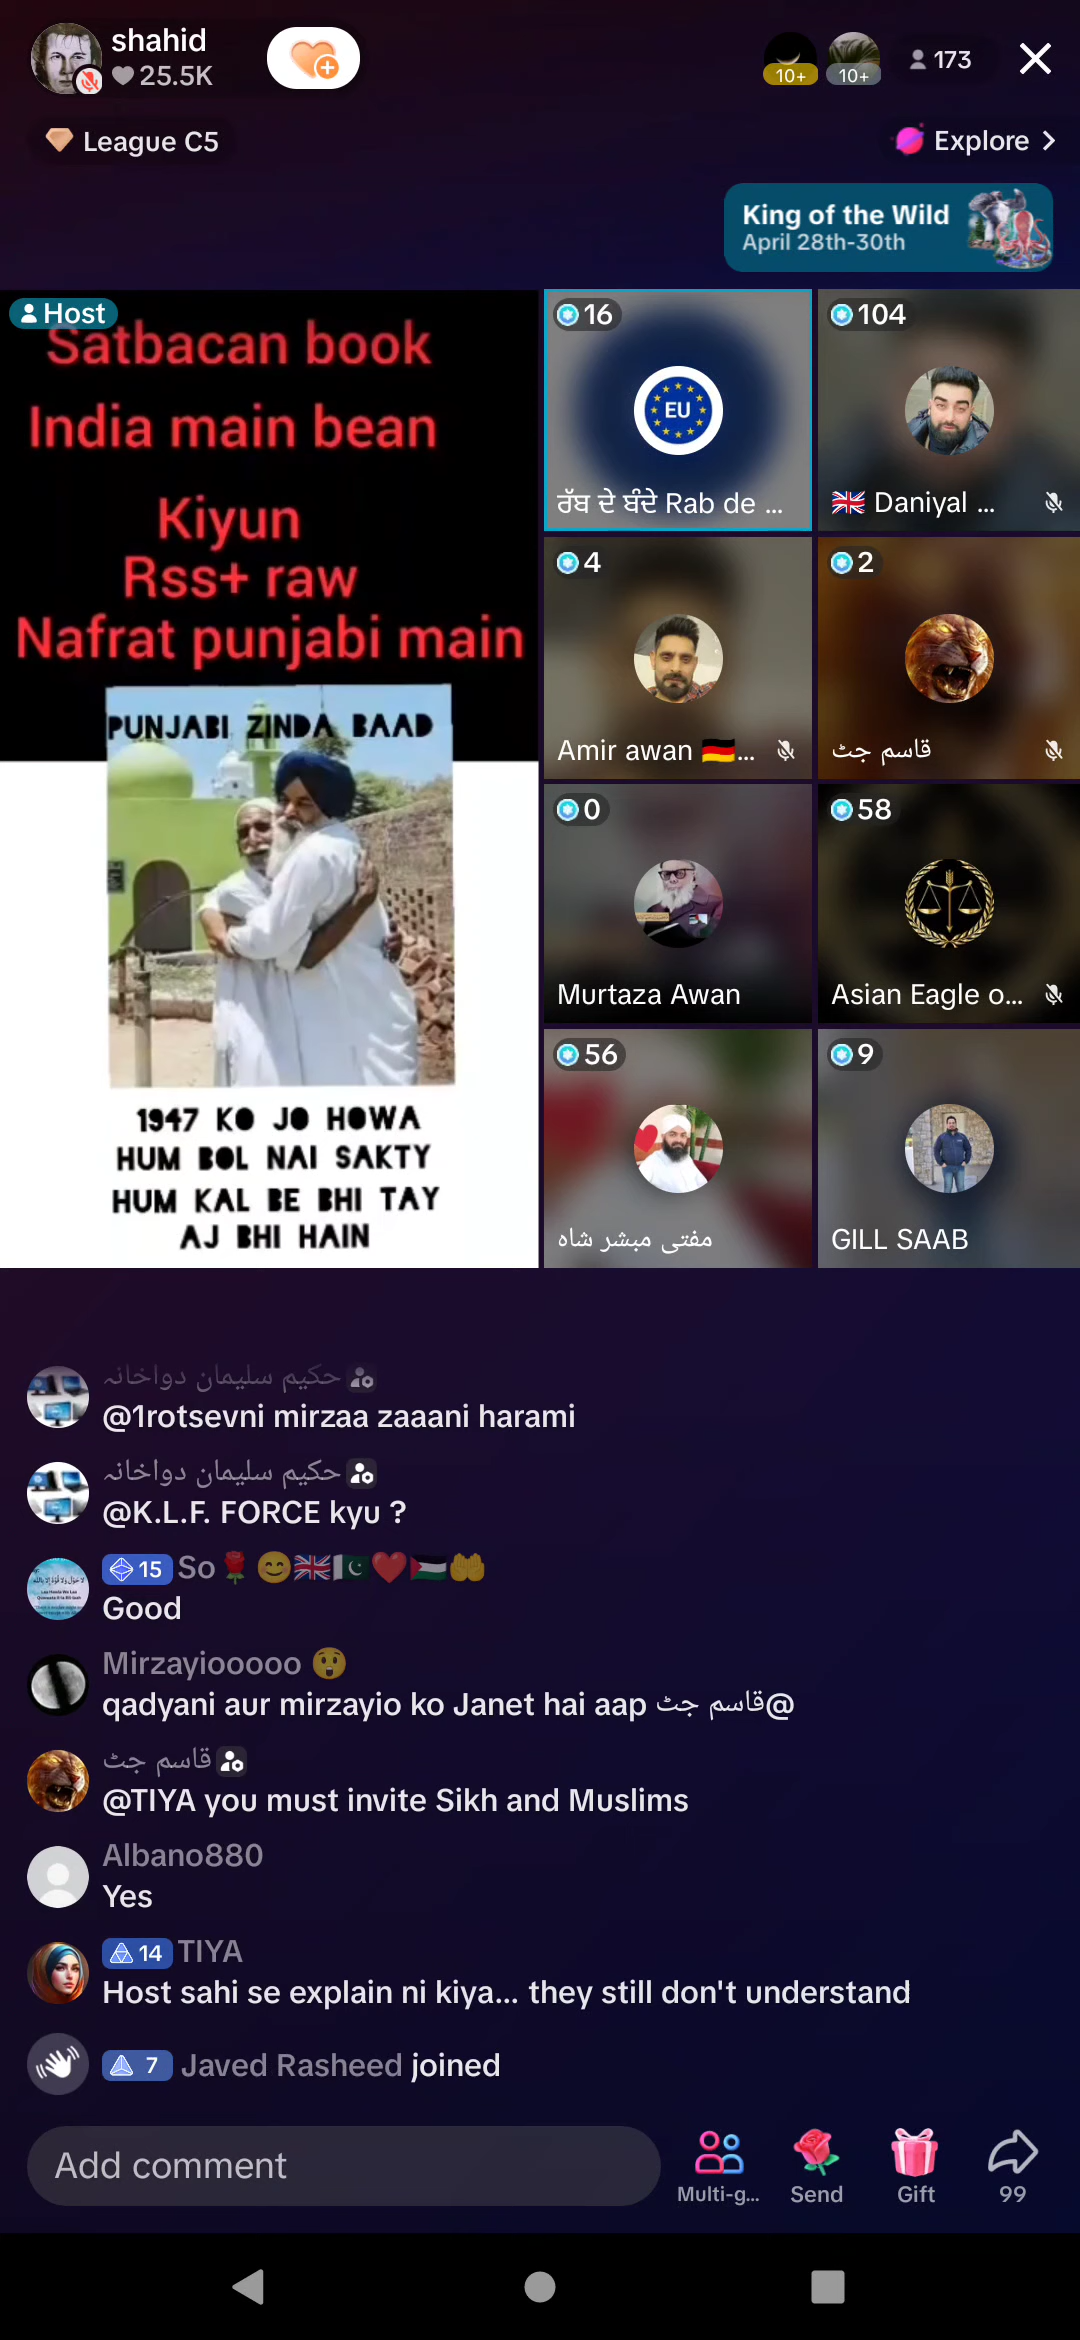 shahid
25.5K
10+
10+
173
League C5
Explore
King of the Wild
April 28th-30th
Host
Satbacan book
India main bean
Kiyun
Rss+ raw
Nafrat punjabi main
PUNJABI ZINDA BAAD
1947 KO JO HOWA
HUM BOL NAI SAKTY
HUM KAL BE BHI TAY
AJ BHI HAIN
16
EU
ਰੱਬ ਦੇ ਬੰਦੇ Rab de ...
104
🇬🇧 Daniyal ...
4
Amir awan 🇩🇪...
2
قاسم جٹ
0
Murtaza Awan
58
Asian Eagle o...
56
مفتی مبشر شاہ
9
GILL SAAB
حکیم سلیمان دواخانہ
@1rotsevni mirzaa zaaani harami
حکیم سلیمان دواخانہ
@K.L.F. FORCE kyu ?
15 So🌹😊🇬🇧🇵🇰❤️🇵🇸🤲
Good
Mirzayiooooo 😲
qadyani aur mirzayio ko Janet hai aap قاسم جٹ@
قاسم جٹ
@TIYA you must invite Sikh and Muslims
Albano880
Yes
14 TIYA
Host sahi se explain ni kiya... they still don't understand
7 Javed Rasheed joined
Add comment
Multi-g...
Send
Gift
99